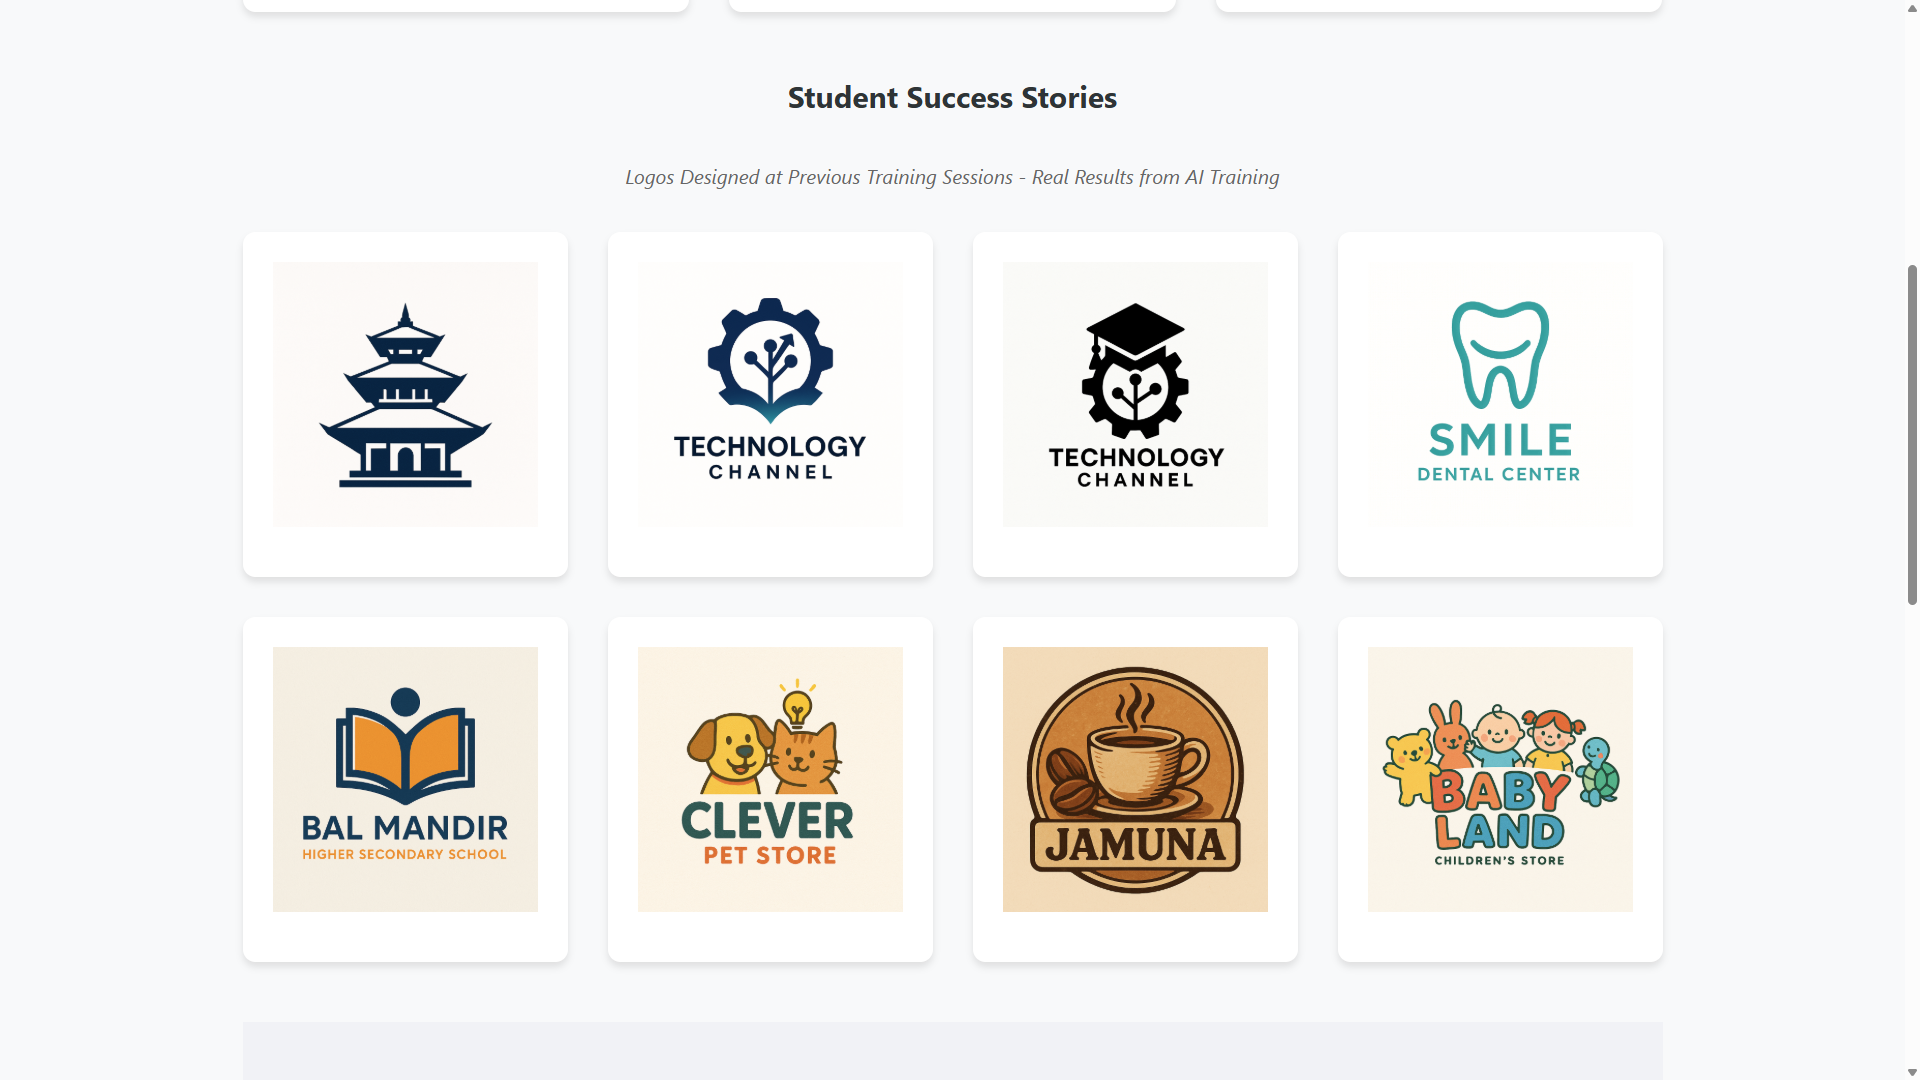 Student Success Stories
Logos Designed at Previous Training Sessions - Real Results from AI Training
TECHNOLOGY
CHANNEL
TECHNOLOGY
CHANNEL
SMILE
DENTAL CENTER
BAL MANDIR
HIGHER SECONDARY SCHOOL
CLEVER
PET STORE
JAMUNA
BABY
LAND
CHILDREN'S STORE